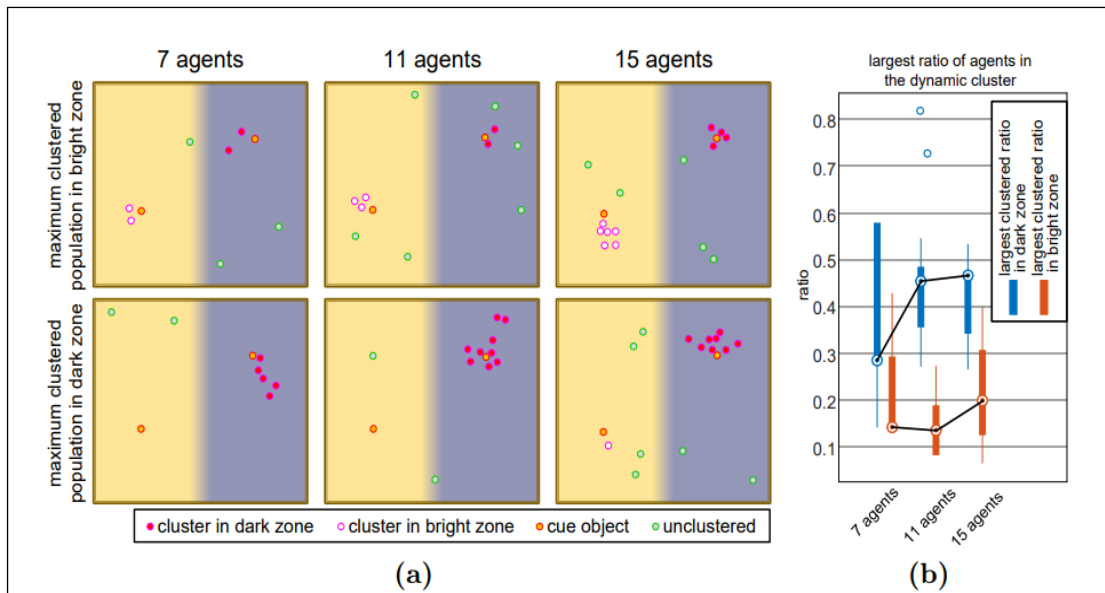 7 agents
11 agents
15 agents
maximum clustered
population in bright zone
maximum clustered
population in dark zone
cluster in dark zone
cluster in bright zone
cue object
unclustered
(a)
largest ratio of agents in
the dynamic cluster
ratio
0.8
0.7
0.6
0.5
0.4
0.3
0.2
0.1
largest clustered ratio
in dark zone
largest clustered ratio
in bright zone
7 agents
11 agents
15 agents
(b)